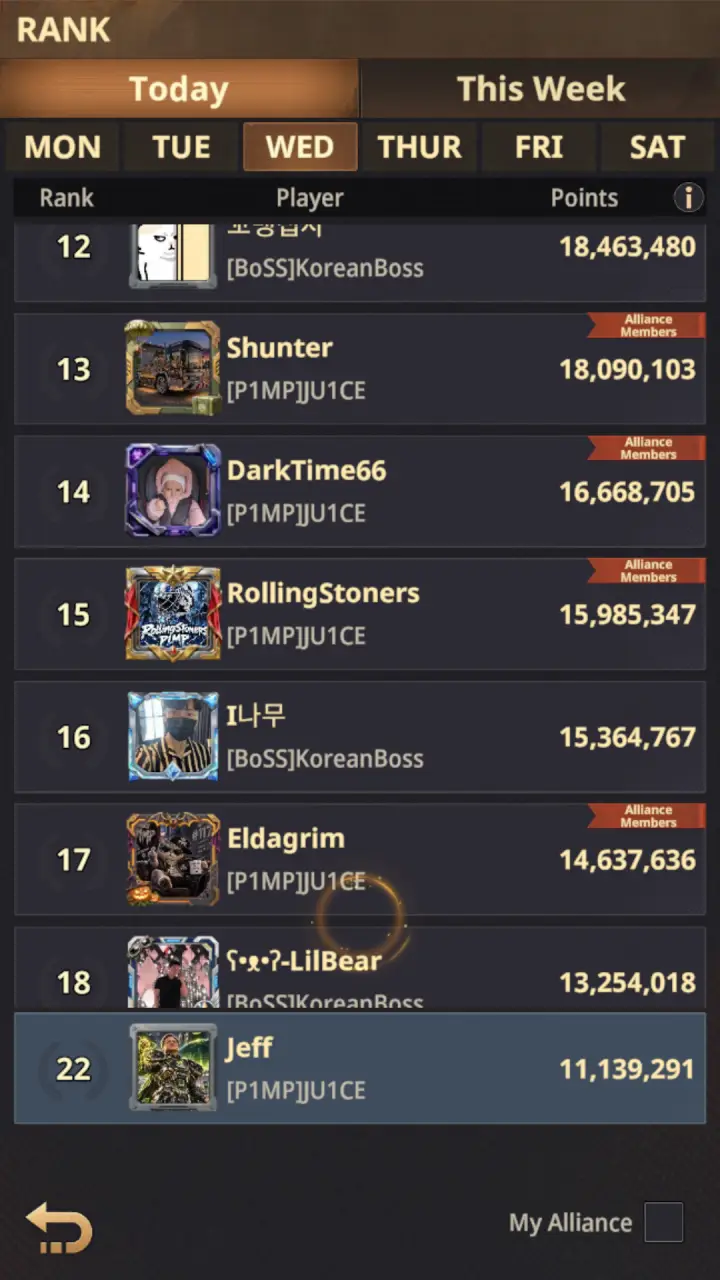 RANK
Today
This Week
MON
TUE
WED
THUR
FRI
SAT
Rank
Player
Points
12
[BoSS]KoreanBoss
18,463,480
Alliance
Members
13
Shunter
[P1MP]JU1CE
18,090,103
Alliance
Members
14
DarkTime66
[P1MP]JU1CE
16,668,705
Alliance
Members
15
RollingStoners
[P1MP]JU1CE
15,985,347
ROLLINGSTONERS
PIMP
16
I나무
[BoSS]KoreanBoss
15,364,767
Alliance
Members
17
Eldagrim
[P1MP]JU1CE
14,637,636
18
ʕ•ᴥ•ʔ-LilBear
[BoSS]KoreanBoss
13,254,018
22
Jeff
[P1MP]JU1CE
11,139,291
My Alliance